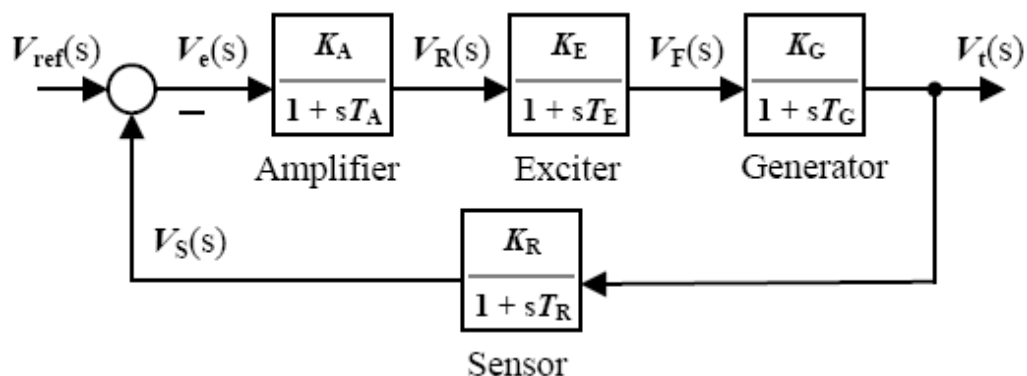 V_ref(s)
V_e(s)
K_A
1 + sT_A
Amplifier
V_R(s)
K_E
1 + sT_E
Exciter
V_F(s)
K_G
1 + sT_G
Generator
V_t(s)
−
V_S(s)
K_R
1 + sT_R
Sensor